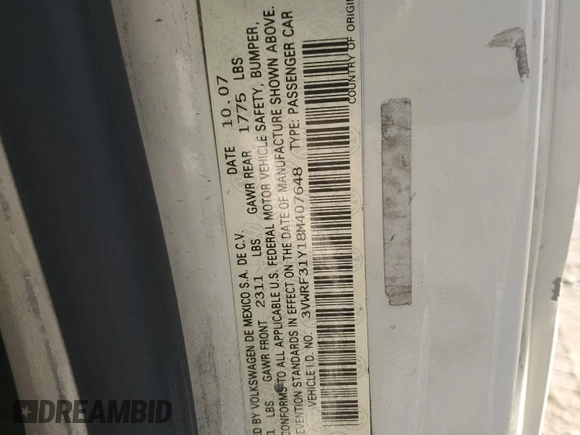 D BY VOLKSWAGEN DE MEXICO S.A. DE C.V. DATE 10.07
1 LBS GAWR FRONT 2311 LBS GAWR REAR 1775 LBS
CONFORMS TO ALL APPLICABLE U.S. FEDERAL MOTOR VEHICLE SAFETY, BUMPER,
EVENTION STANDARDS IN EFFECT ON THE DATE OF MANUFACTURE SHOWN ABOVE.
VEHICLE I.D. NO. 3VWRF31Y18M407648 TYPE: PASSENGER CAR
COUNTRY OF ORIGI
DREAMBID